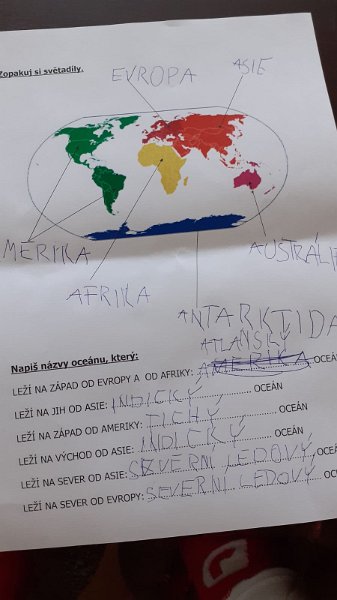 Zopakuj si světadíly.
EVROPA
ASIE
AMERIKA
AFRIKA
AUSTRÁLIE
ANTARKTIDA
Napiš názvy oceánu, který:
ATLANSKÝ
LEŽÍ NA ZÁPAD OD EVROPY A OD AFRIKY: AMERIKA OCEÁN
LEŽÍ NA JIH OD ASIE: INDICKÝ OCEÁN
LEŽÍ NA ZÁPAD OD AMERIKY: TICHÝ OCEÁN
LEŽÍ NA VÝCHOD OD ASIE: INDICKÝ OCEÁN
LEŽÍ NA SEVER OD ASIE: SEVERNÍ LEDOVÝ OCEÁN
LEŽÍ NA SEVER OD EVROPY: SEVERNÍ LEDOVÝ OC